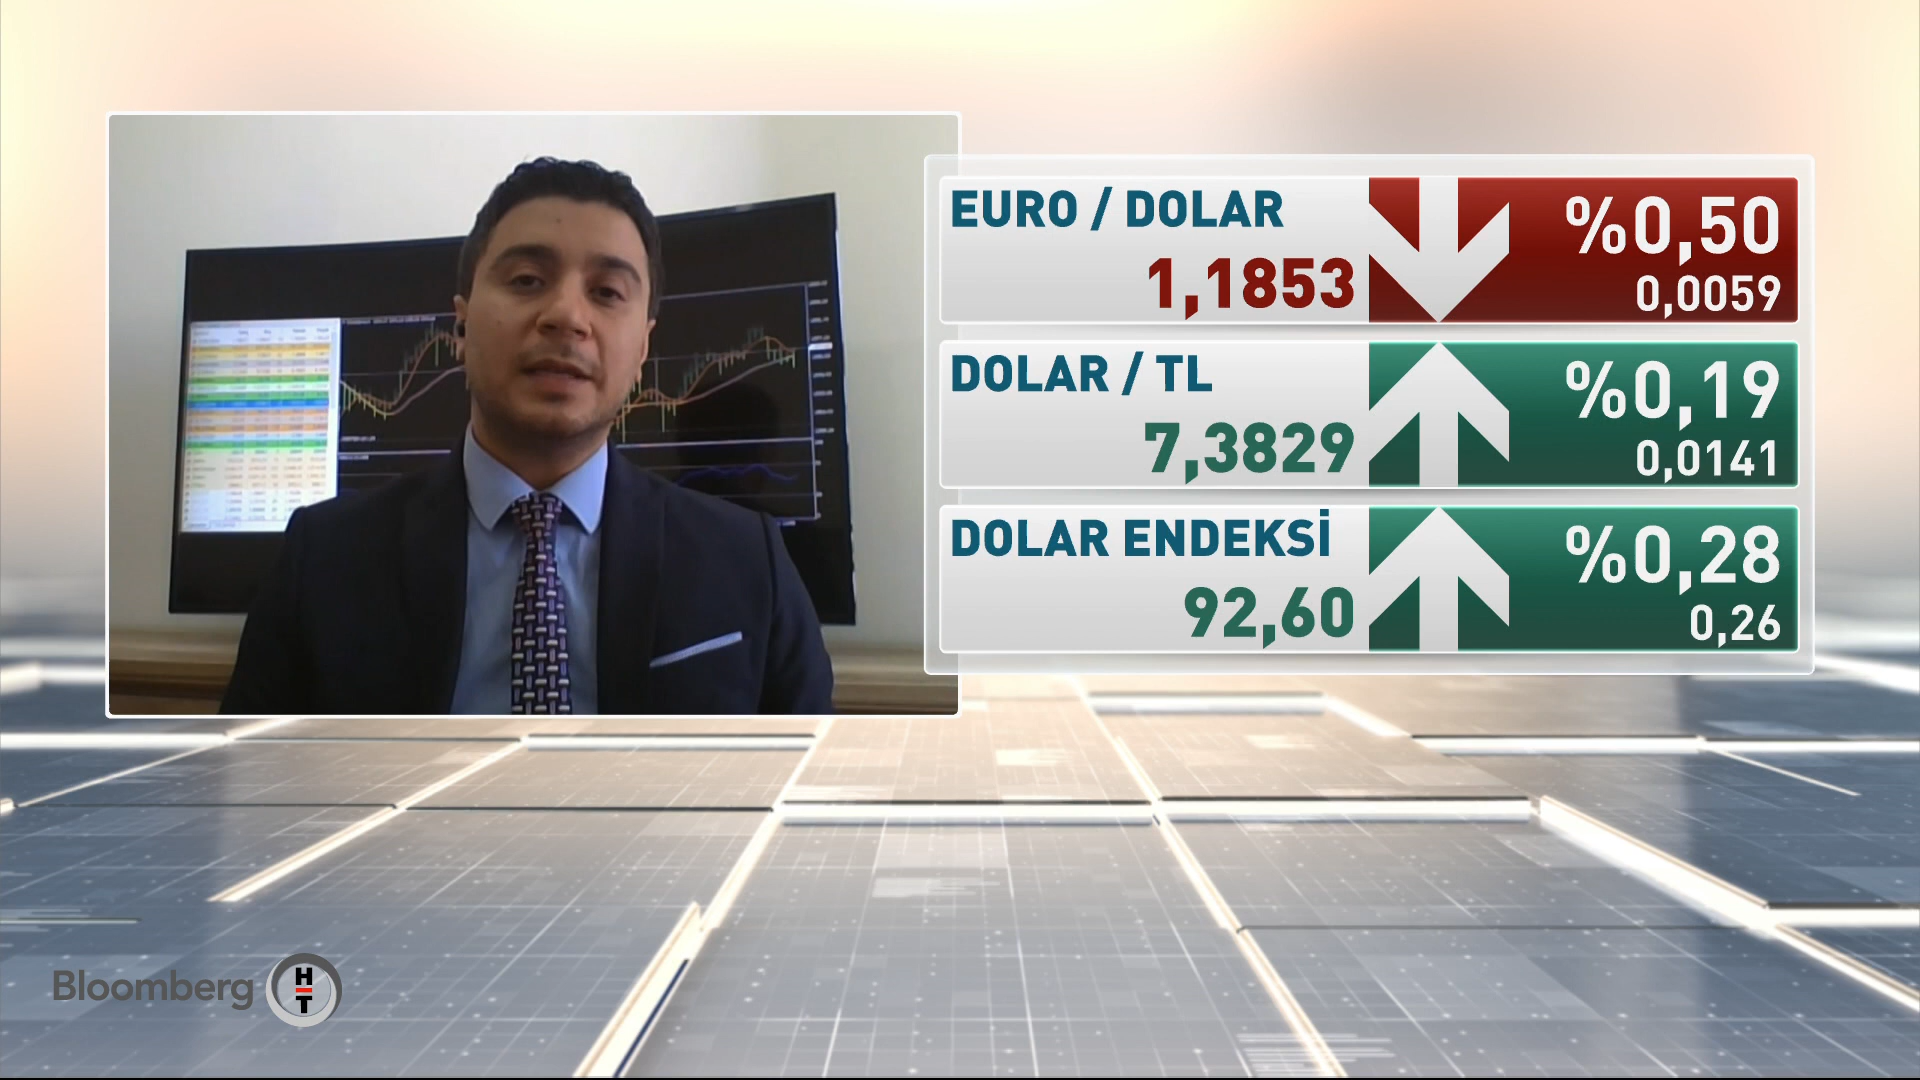 EURO / DOLAR
1,1853
%0,50
0,0059
DOLAR / TL
7,3829
%0,19
0,0141
DOLAR ENDEKSİ
92,60
%0,28
0,26
Bloomberg HT